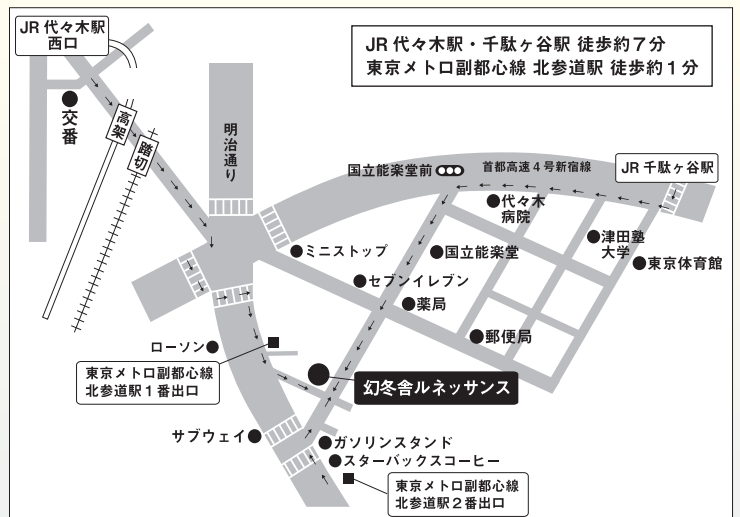 JR 代々木駅
西口
JR 代々木駅・千駄ヶ谷駅 徒歩約7分
東京メトロ副都心線 北参道駅 徒歩約1分
交番
高架
踏切
明治通り
国立能楽堂前
首都高速4号新宿線
JR 千駄ヶ谷駅
代々木
病院
津田塾
大学
東京体育館
ミニストップ
国立能楽堂
セブンイレブン
薬局
郵便局
ローソン
東京メトロ副都心線
北参道駅1番出口
幻冬舎ルネッサンス
サブウェイ
ガソリンスタンド
スターバックスコーヒー
東京メトロ副都心線
北参道駅2番出口